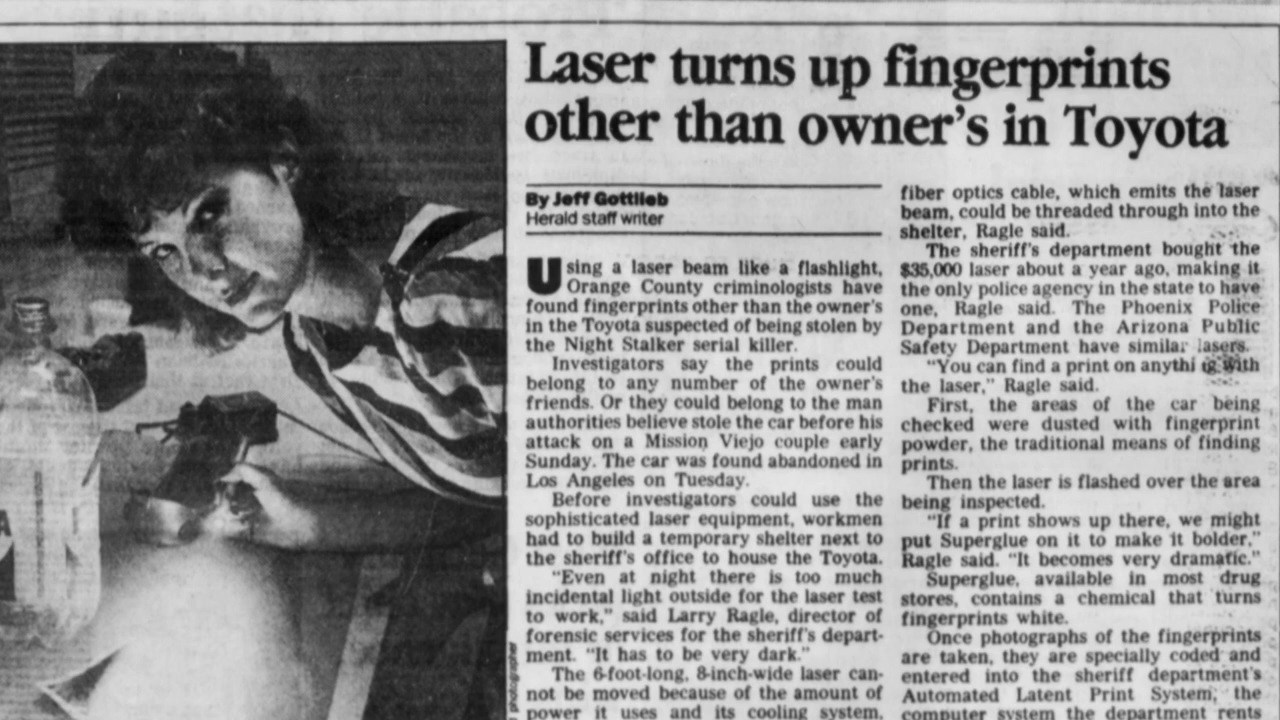 Laser turns up fingerprints
other than owner's in Toyota
By Jeff Gottlieb
Herald staff writer
Using a laser beam like a flashlight,
Orange County criminologists have
found fingerprints other than the owner's
in the Toyota suspected of being stolen by
the Night Stalker serial killer.
Investigators say the prints could
belong to any number of the owner's
friends. Or they could belong to the man
authorities believe stole the car before his
attack on a Mission Viejo couple early
Sunday. The car was found abandoned in
Los Angeles on Tuesday.
Before investigators could use the
sophisticated laser equipment, workmen
had to build a temporary shelter next to
the sheriff's office to house the Toyota.
"Even at night there is too much
incidental light outside for the laser test
to work," said Larry Ragle, director of
forensic services for the sheriff's depart-
ment. "It has to be very dark."
The 6-foot-long, 8-inch-wide laser can-
not be moved because of the amount of
power it uses and its cooling system,
fiber optics cable, which emits the laser
beam, could be threaded through into the
shelter, Ragle said.
The sheriff's department bought the
$35,000 laser about a year ago, making it
the only police agency in the state to have
one, Ragle said. The Phoenix Police
Department and the Arizona Public
Safety Department have similar lasers.
"You can find a print on anything with
the laser," Ragle said.
First, the areas of the car being
checked were dusted with fingerprint
powder, the traditional means of finding
prints.
Then the laser is flashed over the area
being inspected.
"If a print shows up there, we might
put Superglue on it to make it bolder,"
Ragle said. "It becomes very dramatic."
Superglue, available in most drug
stores, contains a chemical that turns
fingerprints white.
Once photographs of the fingerprints
are taken, they are specially coded and
entered into the sheriff department's
Automated Latent Print System, the
computer system the department rents
photographer